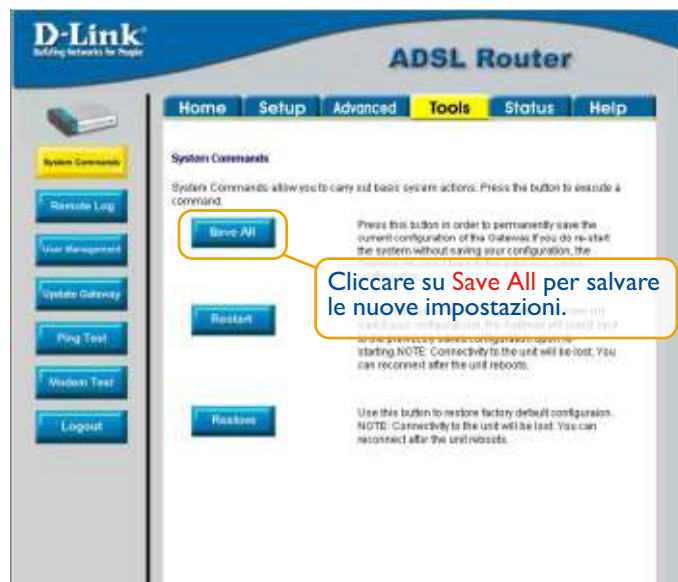 D-Link
Building Networks for People
ADSL Router
Home Setup Advanced Tools Status Help
System Commands
System Commands
System Commands allow you to carry out basic system actions. Press the button to execute a
command.
Remote Log
User Management
Update Gateway
Ping Test
Modem Test
Logout
Save All
Press this button in order to permanently save the
current configuration of the Gateway. If you do re-start
the system without saving your configuration, the
Cliccare su Save All per salvare
le nuove impostazioni.
Restart
to the previously saved configuration upon re-
starting. NOTE: Connectivity to the unit will be lost. You
can reconnect after the unit reboots.
Restore
Use this button to restore factory default configuraion.
NOTE: Connectivity to the unit will be lost. You can
reconnect after the unit reboots.